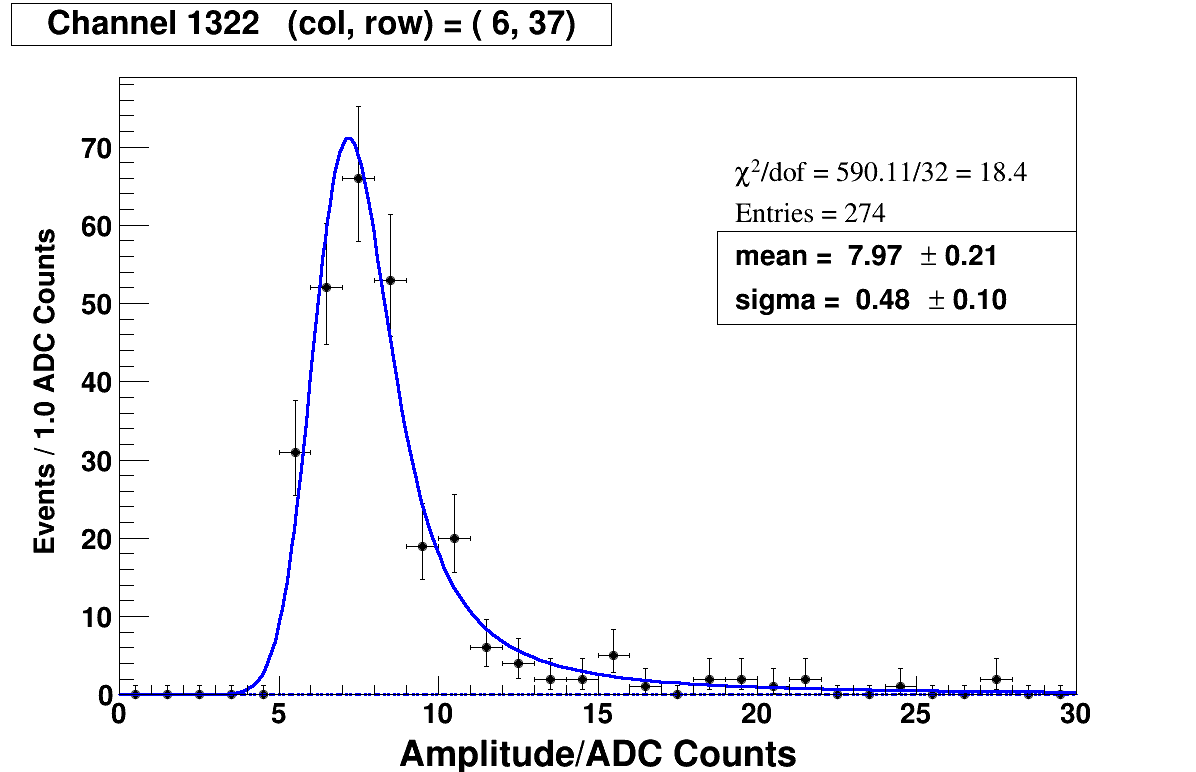 Channel 1322 (col, row) = ( 6, 37)
χ²/dof = 590.11/32 = 18.4
Entries = 274
mean = 7.97 ± 0.21
sigma = 0.48 ± 0.10
Events / 1.0 ADC Counts
70
60
50
40
30
20
10
0
0 5 10 15 20 25 30
Amplitude/ADC Counts